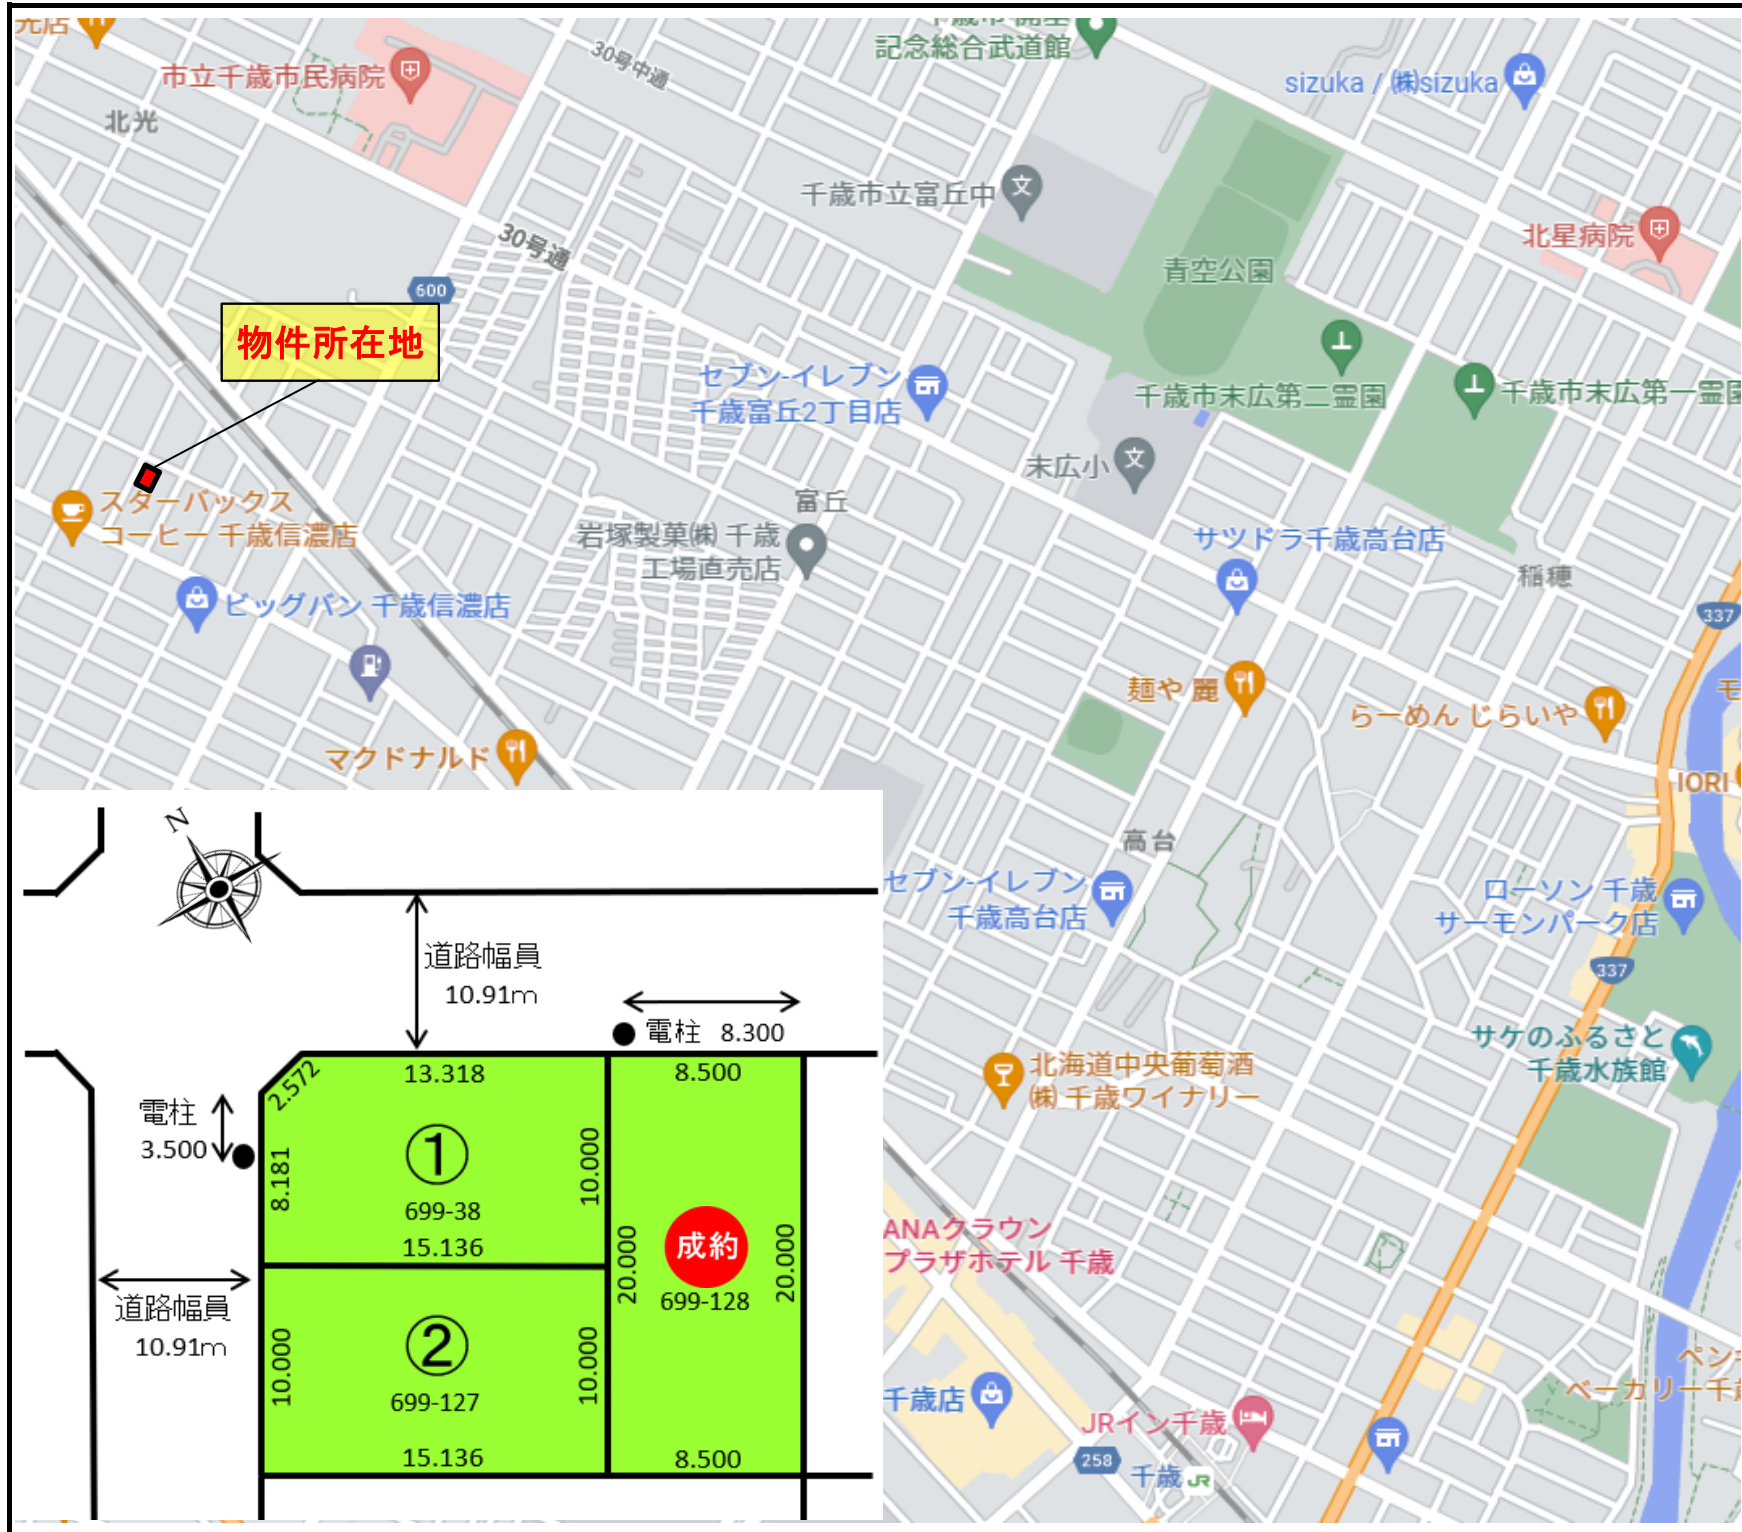 光店
市立千歳市民病院
北光
30号中通
記念総合武道館
sizuka / ㈱sizuka
千歳市立富丘中
北星病院
30号通
青空公園
600
物件所在地
セブン-イレブン
千歳富丘2丁目店
千歳市末広第二霊園
千歳市末広第一霊園
末広小
富丘
スターバックス
コーヒー 千歳信濃店
岩塚製菓㈱ 千歳
工場直売店
サツドラ千歳高台店
稲穂
ビッグバン 千歳信濃店
337
麺や 麗
らーめん じらいや
モ
マクドナルド
IORI
高台
セブン-イレブン
千歳高台店
ローソン 千歳
サーモンパーク店
337
サケのふるさと
千歳水族館
北海道中央葡萄酒
㈱ 千歳ワイナリー
ANAクラウン
プラザホテル 千歳
千歳店
JRイン千歳
258
千歳 JR
ペン
ベーカリー千歳
N
道路幅員
10.91m
電柱 8.300
2.572
13.318
8.500
電柱
3.500
8.181
①
10.000
699-38
15.136
20.000
成約
20.000
699-128
道路幅員
10.91m
10.000
②
10.000
699-127
15.136
8.500